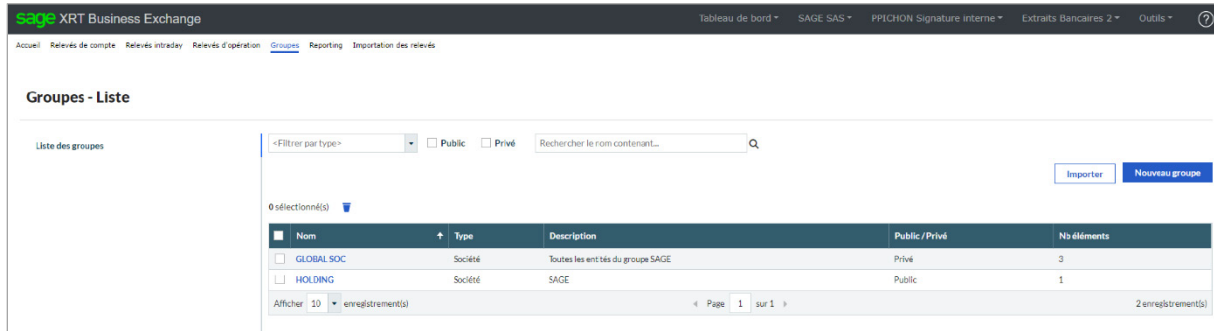 sage XRT Business Exchange Tableau de bord SAGE SAS PPICHON Signature interne Extraits Bancaires 2 Outils ?
Accueil Relevés de compte Relevés intraday Relevés d'opération Groupes Reporting Importation des relevés
Groupes - Liste
Liste des groupes <Filtrer par type> Public Privé Rechercher le nom contenant...
Importer Nouveau groupe
0 sélectionné(s)
Nom Type Description Public / Privé Nb éléments
GLOBAL SOC Société Toutes les entités du groupe SAGE Privé 3
HOLDING Société SAGE Public 1
Afficher 10 enregistrement(s) Page 1 sur 1 2 enregistrement(s)